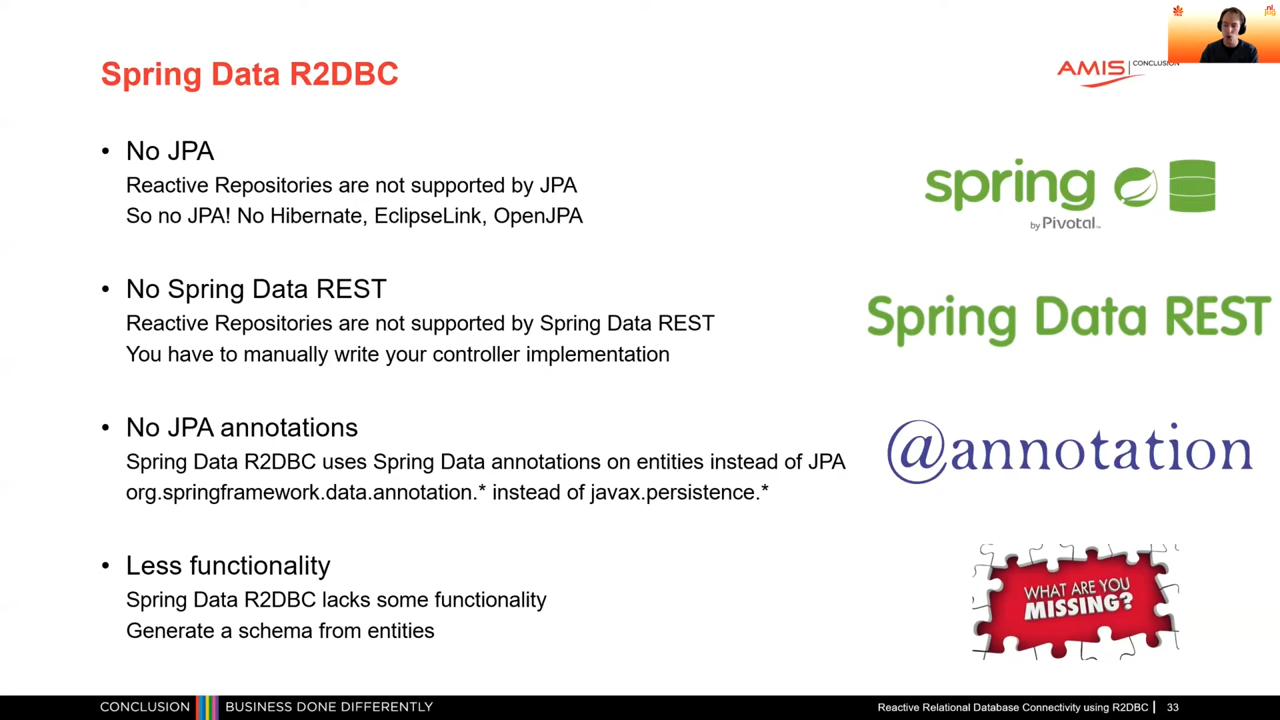 nl
jug
Spring Data R2DBC
AMIS
CONCLUSION
• No JPA
Reactive Repositories are not supported by JPA
So no JPA! No Hibernate, EclipseLink, OpenJPA
spring
by Pivotal™
• No Spring Data REST
Reactive Repositories are not supported by Spring Data REST
You have to manually write your controller implementation
Spring Data REST
• No JPA annotations
Spring Data R2DBC uses Spring Data annotations on entities instead of JPA
org.springframework.data.annotation.* instead of javax.persistence.*
@annotation
• Less functionality
Spring Data R2DBC lacks some functionality
Generate a schema from entities
WHAT ARE YOU
MISSING?
CONCLUSION
BUSINESS DONE DIFFERENTLY
Reactive Relational Database Connectivity using R2DBC
33